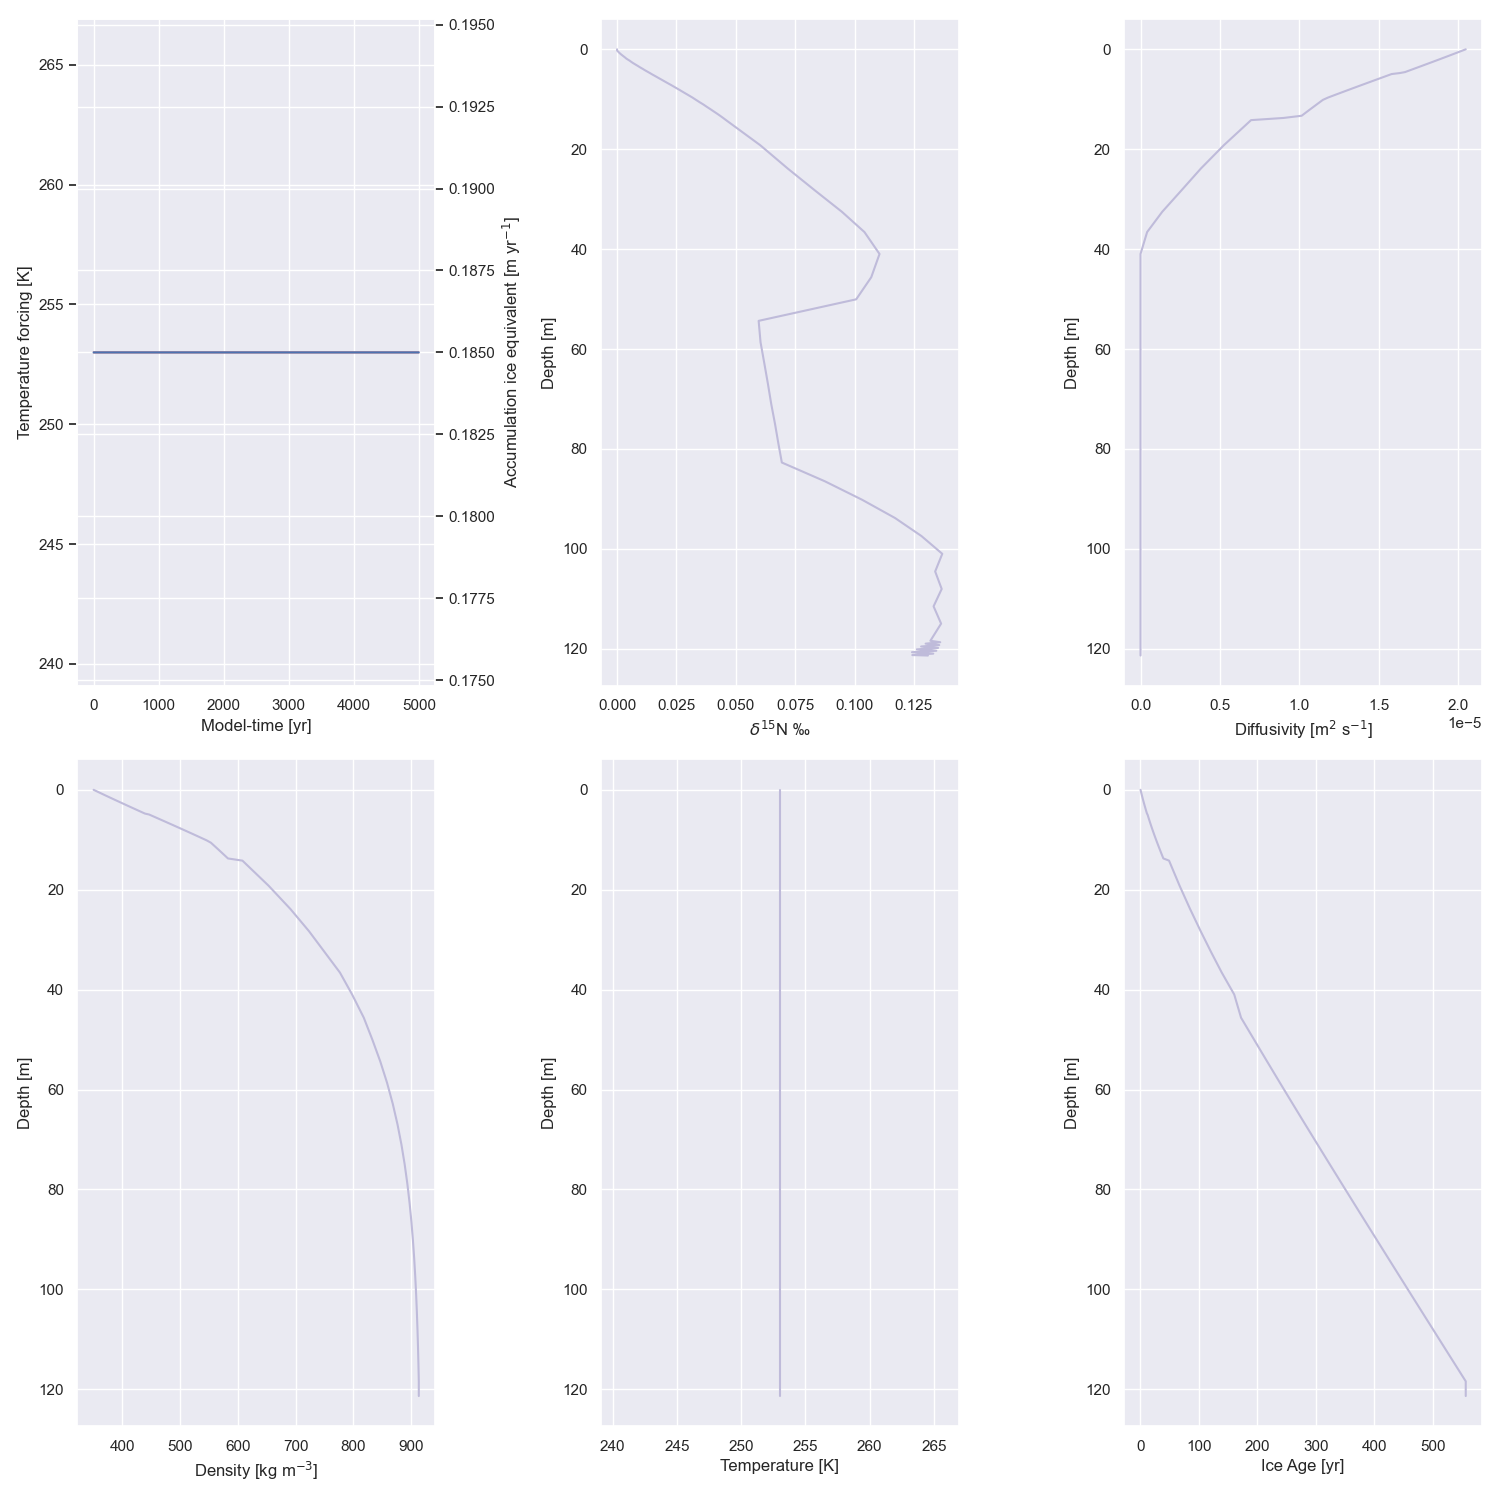 265
260
255
250
245
240
Temperature forcing [K]
0 1000 2000 3000 4000 5000
Model-time [yr]
0.1950
0.1925
0.1900
0.1875
0.1850
0.1825
0.1800
0.1775
0.1750
Accumulation ice equivalent [m yr⁻¹]
0
20
40
60
80
100
120
Depth [m]
0.000 0.025 0.050 0.075 0.100 0.125
δ¹⁵N ‰
0
20
40
60
80
100
120
Depth [m]
0.0 0.5 1.0 1.5 2.0
1e−5
Diffusivity [m² s⁻¹]
0
20
40
60
80
100
120
Depth [m]
400 500 600 700 800 900
Density [kg m⁻³]
0
20
40
60
80
100
120
Depth [m]
240 245 250 255 260 265
Temperature [K]
0
20
40
60
80
100
120
Depth [m]
0 100 200 300 400 500
Ice Age [yr]